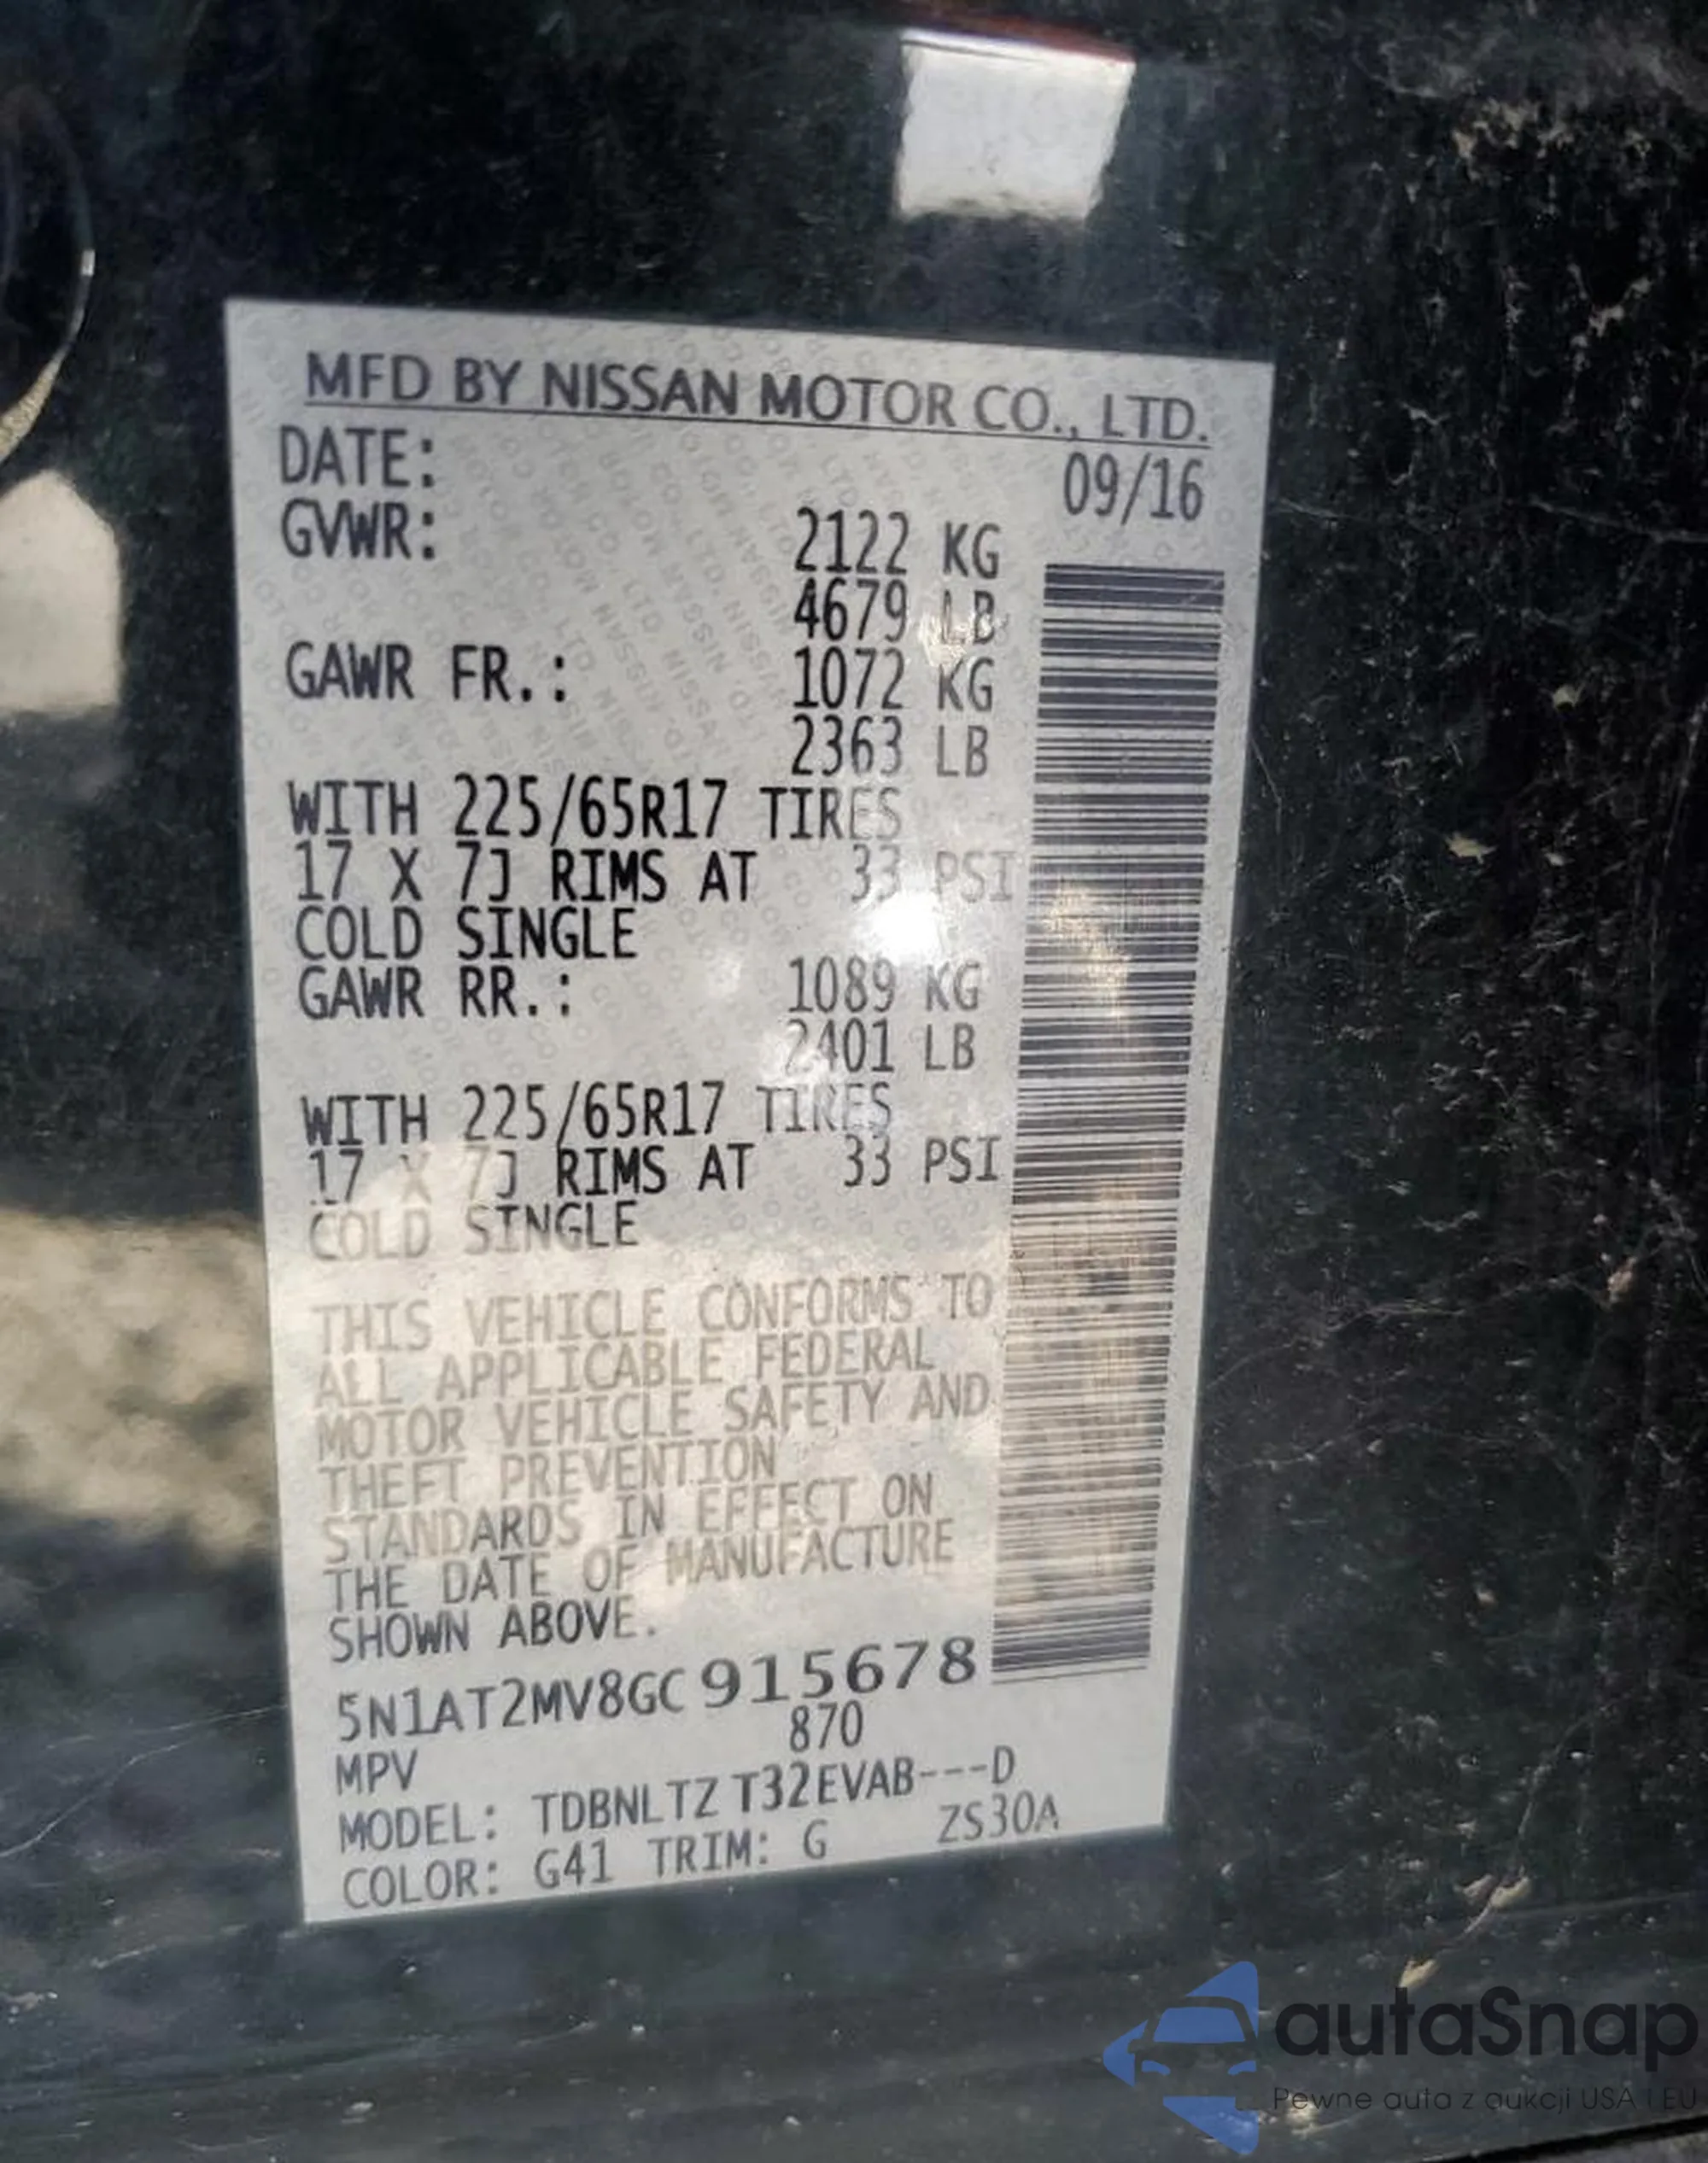 MFD BY NISSAN MOTOR CO., LTD.
DATE: 09/16
GVWR: 2122 KG
4679 LB
GAWR FR.: 1072 KG
2363 LB
WITH 225/65R17 TIRES
17 X 7J RIMS AT 33 PSI
COLD SINGLE
GAWR RR.: 1089 KG
2401 LB
WITH 225/65R17 TIRES
17 X 7J RIMS AT 33 PSI
COLD SINGLE
THIS VEHICLE CONFORMS TO
ALL APPLICABLE FEDERAL
MOTOR VEHICLE SAFETY AND
THEFT PREVENTION
STANDARDS IN EFFECT ON
THE DATE OF MANUFACTURE
SHOWN ABOVE.
5N1AT2MV8GC915678
MPV 870
MODEL: TDBNLTZ T32EVAB---D
COLOR: G41 TRIM: G ZS30A
autaSnap
Pewne auta z aukcji USA i EU